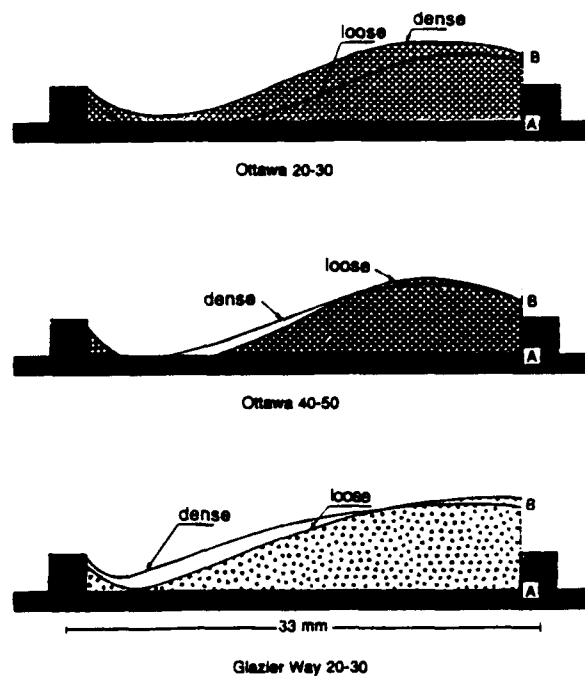 loose dense
B
A
Ottawa 20-30
loose
dense
B
A
Ottawa 40-50
loose
dense
B
A
33 mm
Glazier Way 20-30